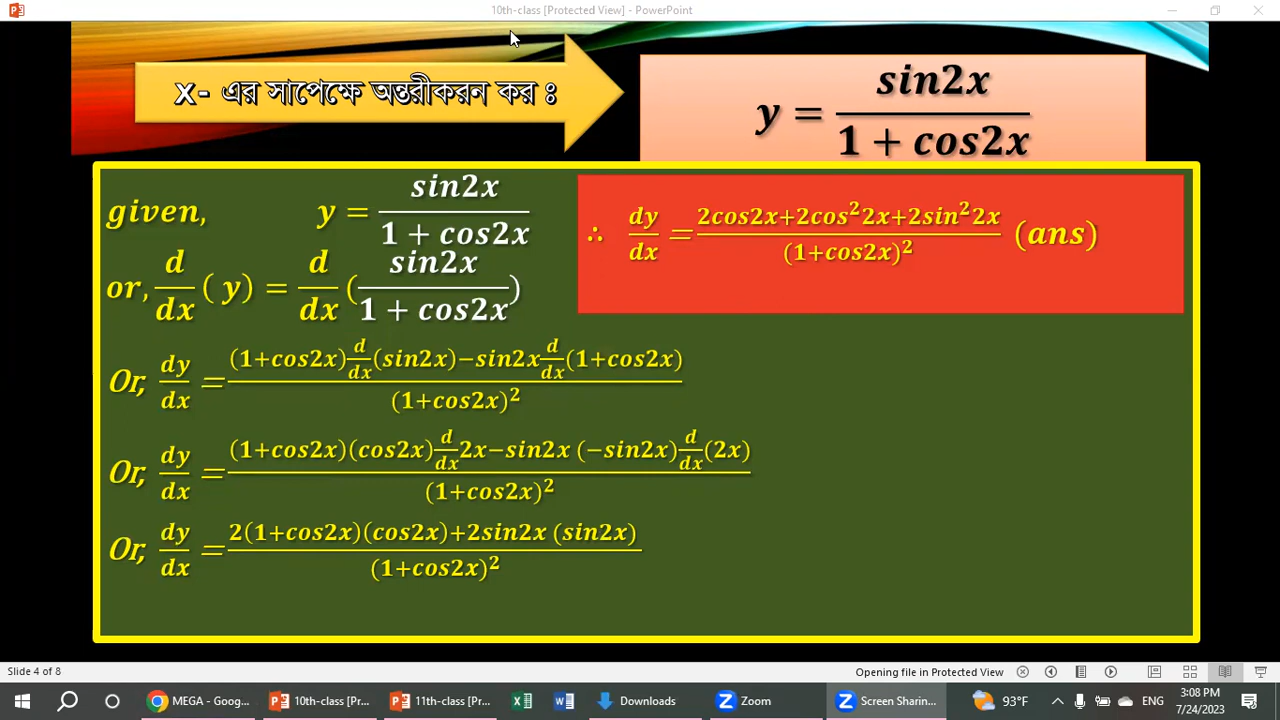 10th-class [Protected View] - PowerPoint
x- এর সাপেক্ষে অন্তরীকরন কর ঃ
y = sin2x / 1 + cos2x
given, y = sin2x / 1 + cos2x
or, d/dx ( y) = d/dx (sin2x / 1 + cos2x)
Or, dy/dx = (1+cos2x) d/dx (sin2x)−sin2x d/dx (1+cos2x) / (1+cos2x)²
Or, dy/dx = (1+cos2x)(cos2x) d/dx 2x−sin2x (−sin2x) d/dx (2x) / (1+cos2x)²
Or, dy/dx = 2(1+cos2x)(cos2x)+2sin2x (sin2x) / (1+cos2x)²
∴ dy/dx = 2cos2x+2cos²2x+2sin²2x / (1+cos2x)² (ans)
Slide 4 of 8
Opening file in Protected View
MEGA - Goog...
10th-class [Pr...
11th-class [Pr...
Downloads
Zoom
Screen Sharin...
93°F
ENG
3:08 PM
7/24/2023